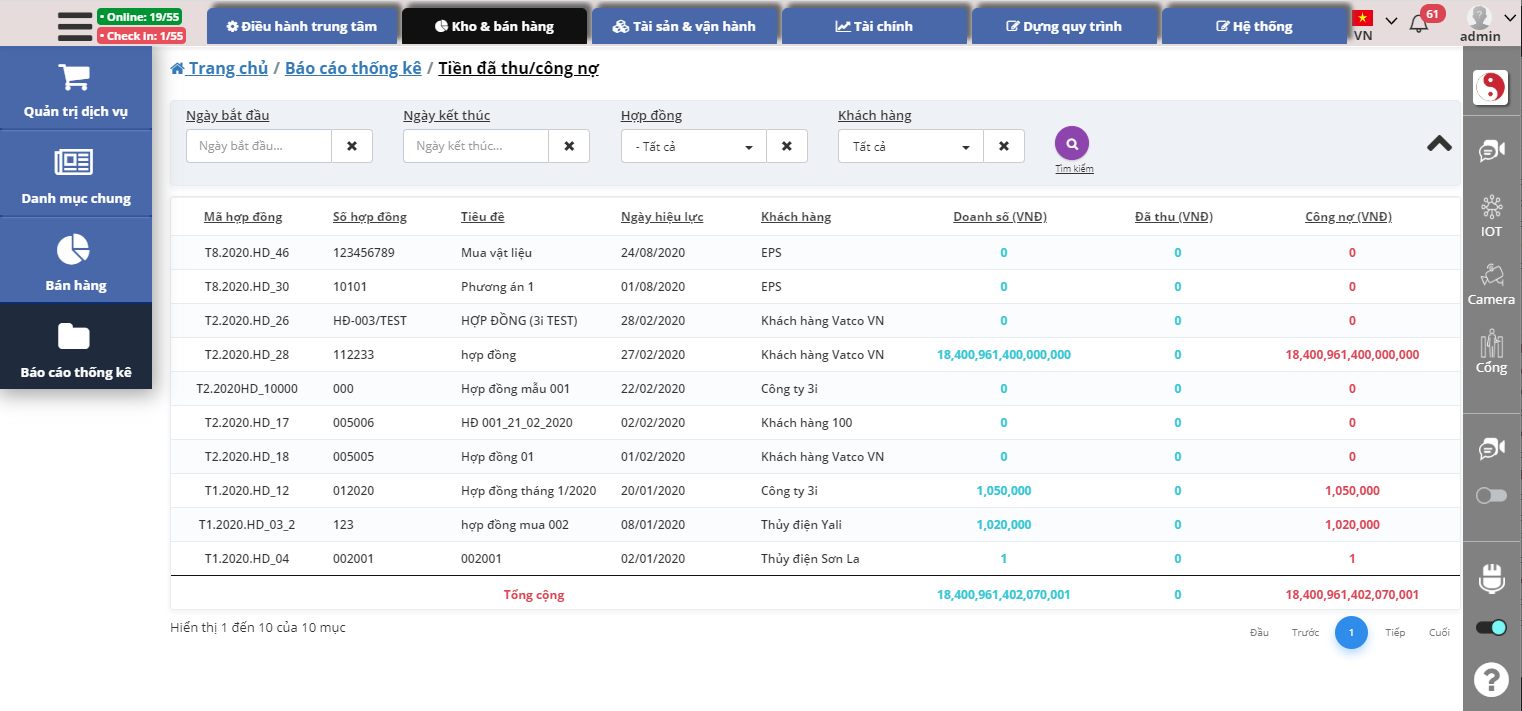 • Online: 19/55
• Check In: 1/55
Điều hành trung tâm
Kho & bán hàng
Tài sản & vận hành
Tài chính
Dựng quy trình
Hệ thống
VN
61
admin
Quản trị dịch vụ
Danh mục chung
Bán hàng
Báo cáo thống kê
Trang chủ / Báo cáo thống kê / Tiền đã thu/công nợ
Ngày bắt đầu Ngày kết thúc Hợp đồng Khách hàng
Ngày bắt đầu... Ngày kết thúc... - Tất cả Tất cả
Tìm kiếm
Mã hợp đồng Số hợp đồng Tiêu đề Ngày hiệu lực Khách hàng Doanh số (VNĐ) Đã thu (VNĐ) Công nợ (VNĐ)
T8.2020.HD_46 123456789 Mua vật liệu 24/08/2020 EPS 0 0 0
T8.2020.HD_30 10101 Phương án 1 01/08/2020 EPS 0 0 0
T2.2020.HD_26 HĐ-003/TEST HỢP ĐỒNG (3i TEST) 28/02/2020 Khách hàng Vatco VN 0 0 0
T2.2020.HD_28 112233 hợp đồng 27/02/2020 Khách hàng Vatco VN 18,400,961,400,000,000 0 18,400,961,400,000,000
T2.2020HD_10000 000 Hợp đồng mẫu 001 22/02/2020 Công ty 3i 0 0 0
T2.2020.HD_17 005006 HĐ 001_21_02_2020 02/02/2020 Khách hàng 100 0 0 0
T2.2020.HD_18 005005 Hợp đồng 01 01/02/2020 Khách hàng Vatco VN 0 0 0
T1.2020.HD_12 012020 Hợp đồng tháng 1/2020 20/01/2020 Công ty 3i 1,050,000 0 1,050,000
T1.2020.HD_03_2 123 hợp đồng mua 002 08/01/2020 Thủy điện Yali 1,020,000 0 1,020,000
T1.2020.HD_04 002001 002001 02/01/2020 Thủy điện Sơn La 1 0 1
Tổng cộng 18,400,961,402,070,001 0 18,400,961,402,070,001
Hiển thị 1 đến 10 của 10 mục
Đầu Trước 1 Tiếp Cuối
IOT
Camera
Cổng